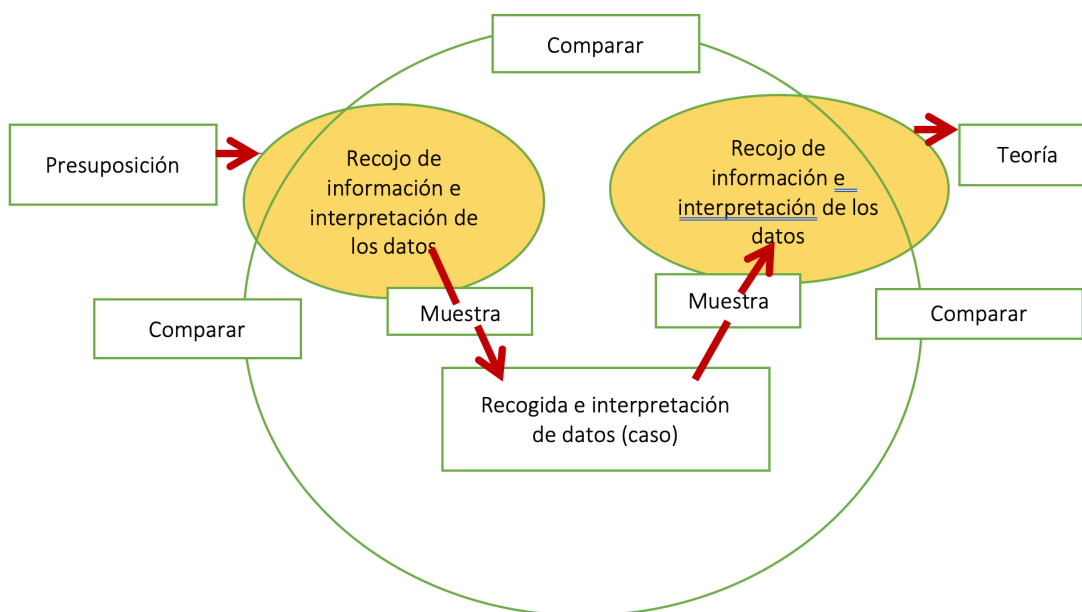 Comparar
Presuposición
Recojo de
información e
interpretación de
los datos
Recojo de
información e
interpretación de los
datos
Teoría
Comparar
Muestra
Muestra
Comparar
Recogida e interpretación
de datos (caso)